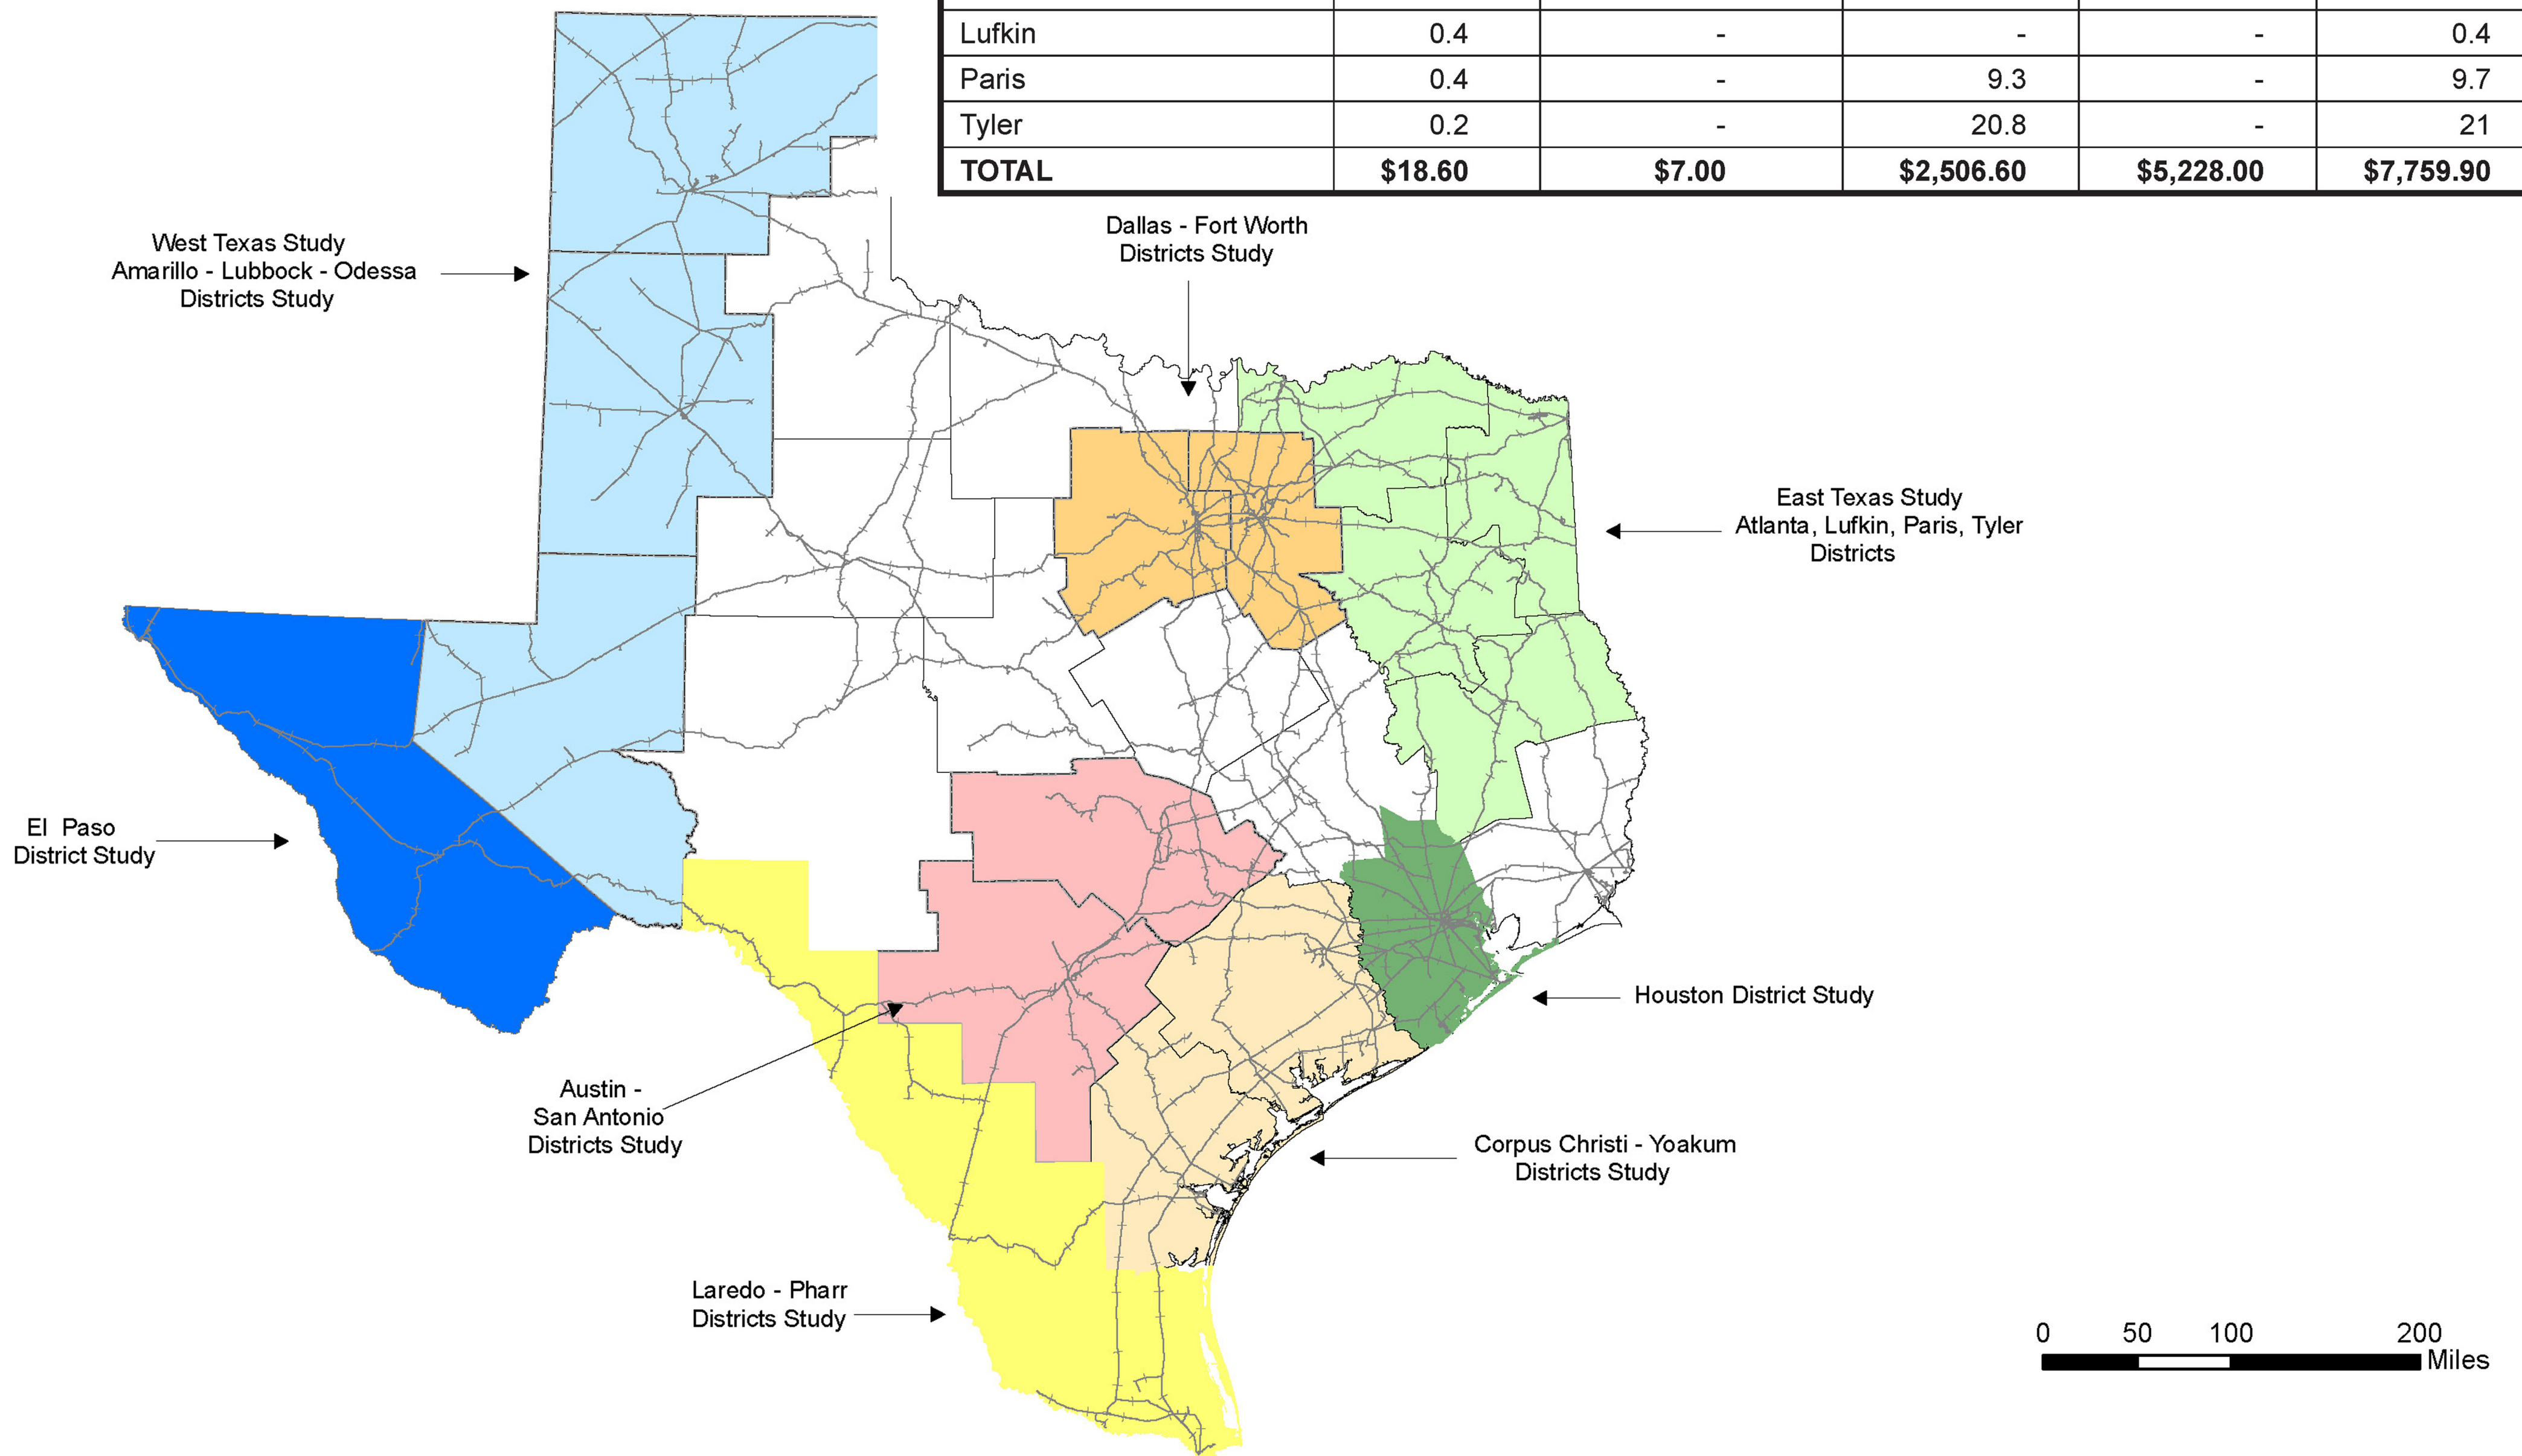 Lufkin 0.4 - - - 0.4
Paris 0.4 - 9.3 - 9.7
Tyler 0.2 - 20.8 - 21
TOTAL $18.60 $7.00 $2,506.60 $5,228.00 $7,759.90
Dallas - Fort Worth
Districts Study
West Texas Study
Amarillo - Lubbock - Odessa
Districts Study
East Texas Study
Atlanta, Lufkin, Paris, Tyler
Districts
El Paso
District Study
Houston District Study
Austin -
San Antonio
Districts Study
Corpus Christi - Yoakum
Districts Study
Laredo - Pharr
Districts Study
0 50 100 200
Miles